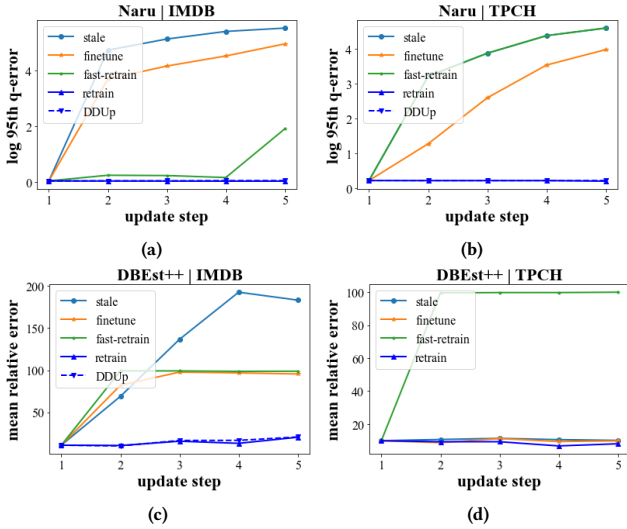 Naru | IMDB
log 95th q-error
4
2
0
stale
finetune
fast-retrain
retrain
DDUp
1 2 3 4 5
update step
(a)
Naru | TPCH
log 95th q-error
4
3
2
1
0
stale
finetune
fast-retrain
retrain
DDUp
1 2 3 4 5
update step
(b)
DBEst++ | IMDB
mean relative error
200
150
100
50
stale
finetune
fast-retrain
retrain
DDUp
1 2 3 4 5
update step
(c)
DBEst++ | TPCH
mean relative error
100
80
60
40
20
stale
finetune
fast-retrain
retrain
1 2 3 4 5
update step
(d)